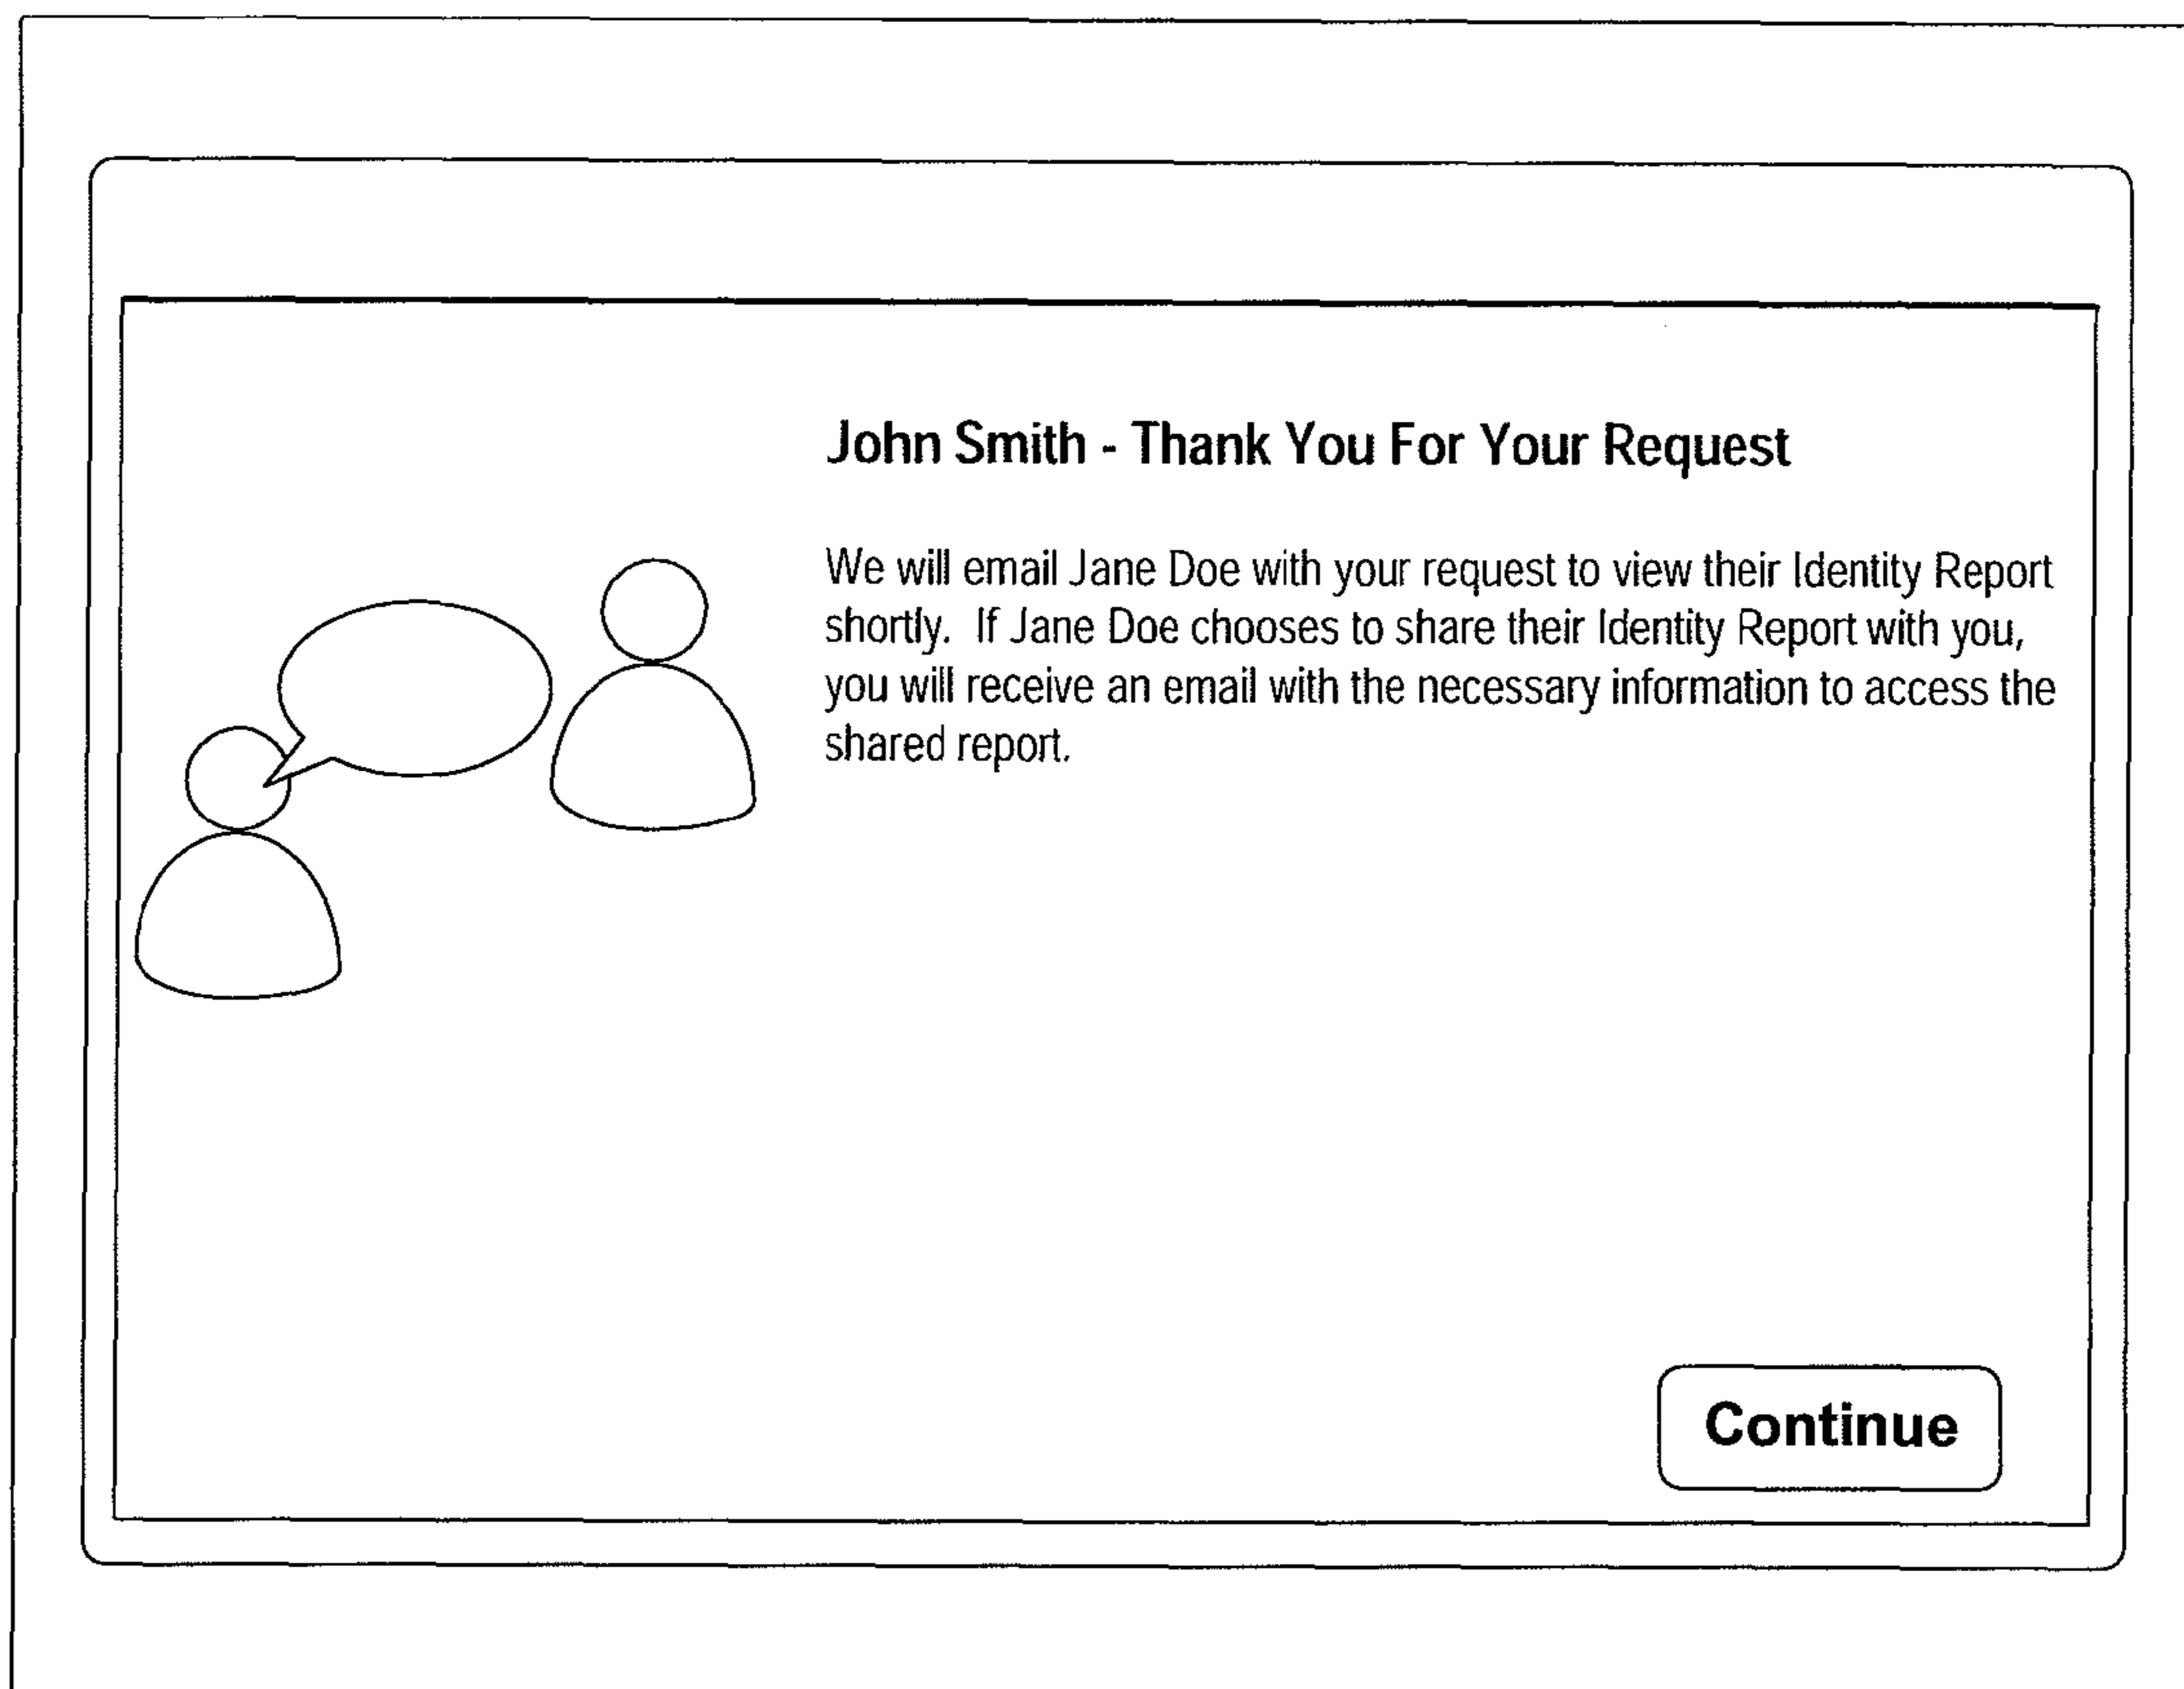 John Smith - Thank You For Your Request
We will email Jane Doe with your request to view their Identity Report
shortly.  If Jane Doe chooses to share their Identity Report with you,
you will receive an email with the necessary information to access the
shared report.
Continue